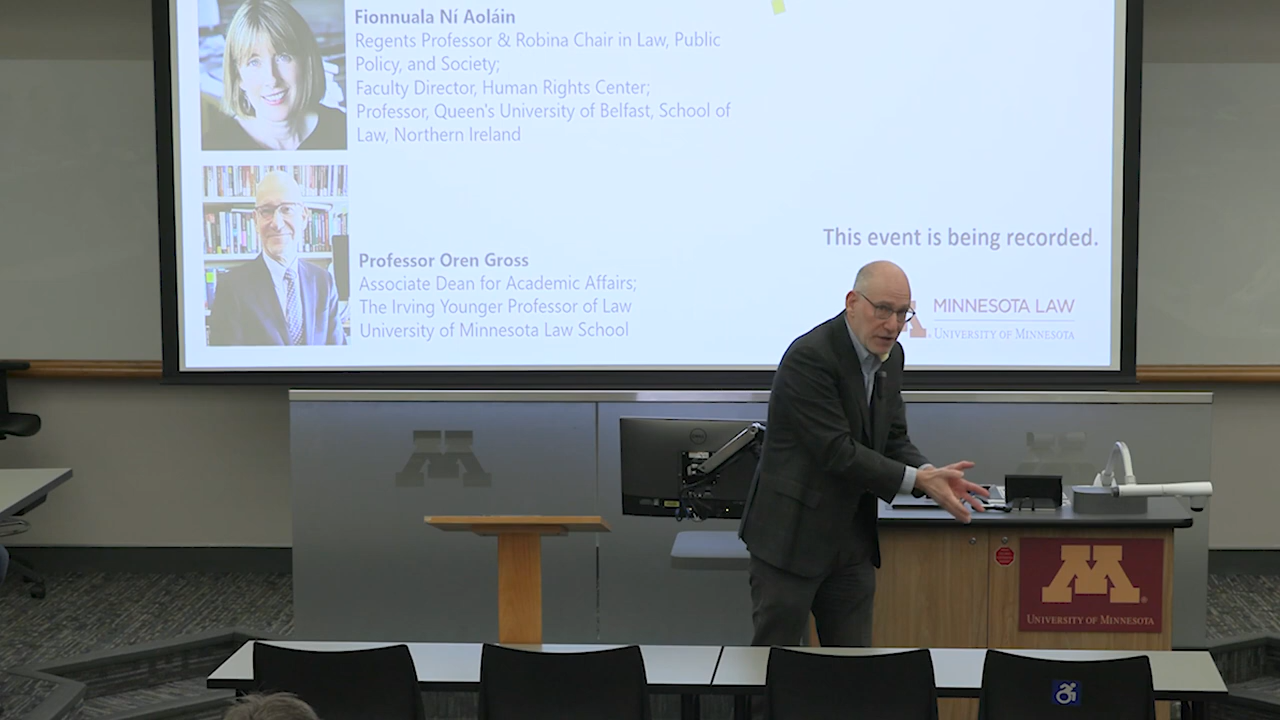 Fionnuala Ní Aoláin
Regents Professor & Robina Chair in Law, Public
Policy, and Society;
Faculty Director, Human Rights Center;
Professor, Queen's University of Belfast, School of
Law, Northern Ireland
Professor Oren Gross
Associate Dean for Academic Affairs;
The Irving Younger Professor of Law
University of Minnesota Law School
This event is being recorded.
MINNESOTA LAW
UNIVERSITY OF MINNESOTA
M
DELL
M
UNIVERSITY OF MINNESOTA